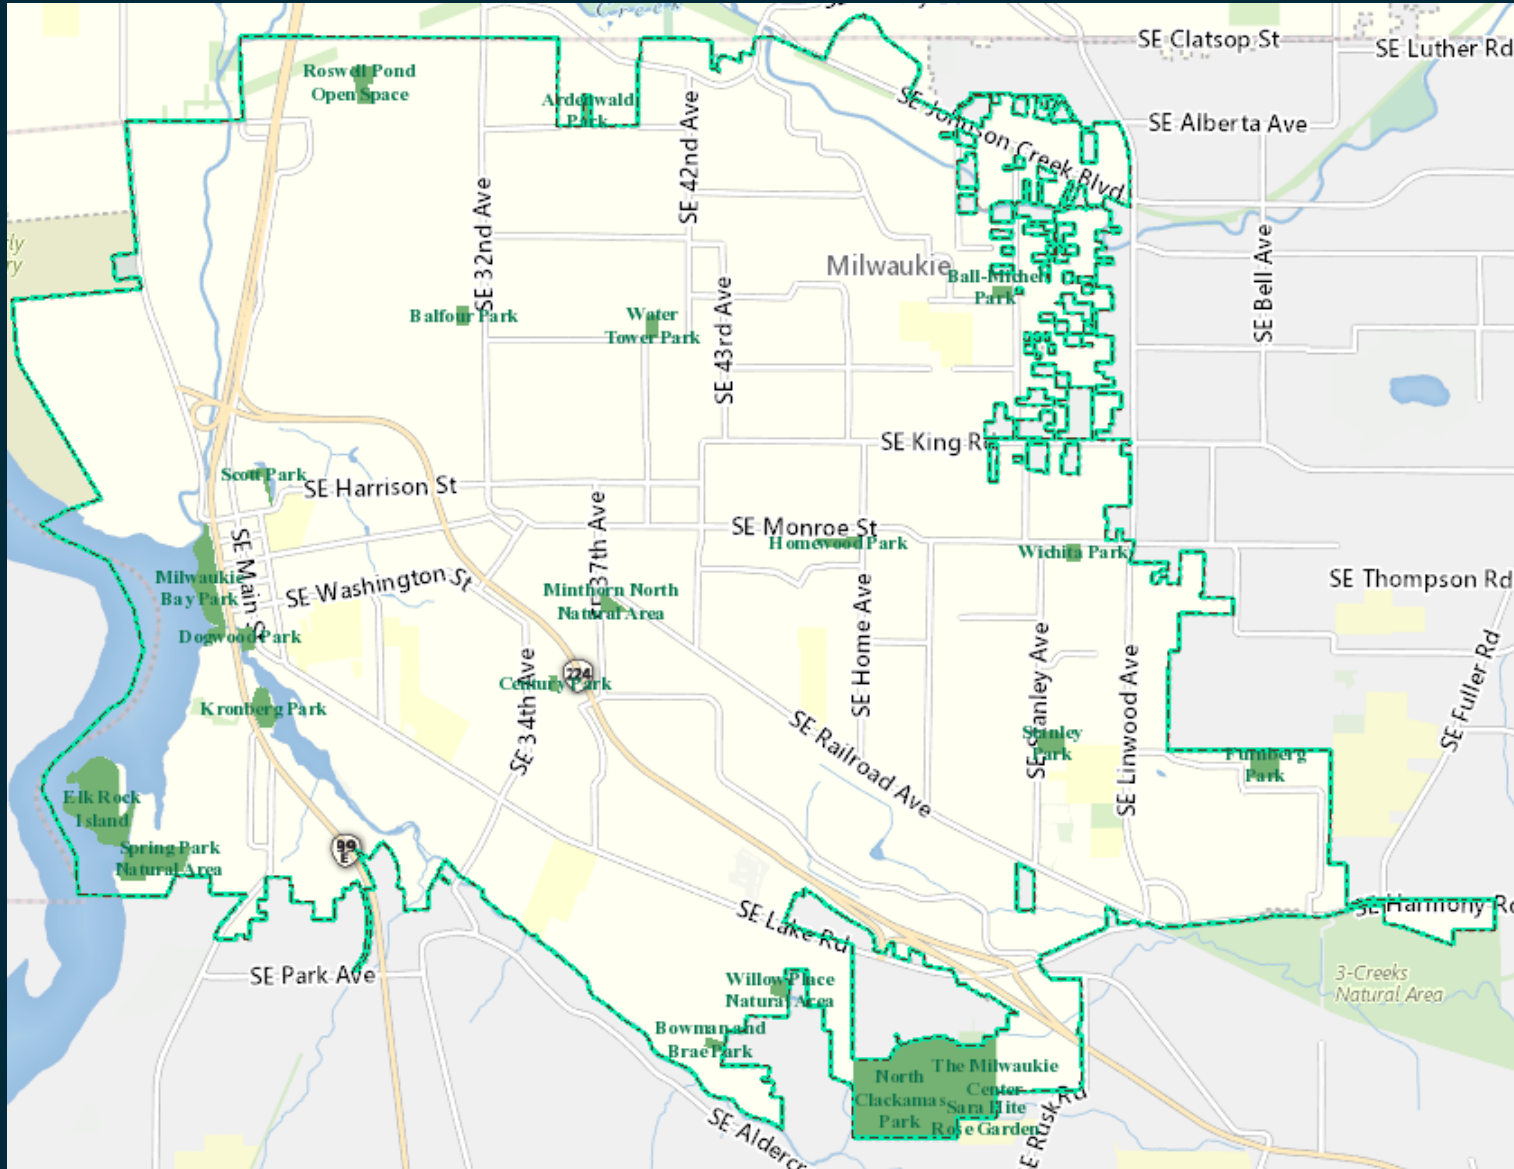 Creek
SE Clatsop St
SE Luther Rd
Roswell Pond
Open Space
Ardenwald
Park
SE Johnson Creek Blvd
SE Alberta Ave
SE 42nd Ave
SE 32nd Ave
Milwaukie
Ball-Michel
Park
SE Bell Ave
Balfour Park
Water
Tower Park
SE 43rd Ave
SE King Rd
Scott Park
SE Harrison St
SE Monroe St
Homewood Park
Wichita Park
SE 37th Ave
SE Main St
Milwaukie
Bay Park
SE Washington St
Minthorn North
Natural Area
SE Thompson Rd
Dogwood Park
SE Home Ave
SE Stanley Ave
SE Linwood Ave
SE Fuller Rd
224
Century Park
SE 34th Ave
Kronberg Park
SE Railroad Ave
Stanley
Park
Furnberg
Park
Elk Rock
Island
Spring Park
Natural Area
99
E
SE Lake Rd
SE Harmony Rd
SE Park Ave
Willow Place
Natural Area
3-Creeks
Natural Area
Bowman and
Brae Park
North
Clackamas
Park
The Milwaukie
Center
Sara Hite
Rose Garden
SE Rusk Rd
SE Alderc